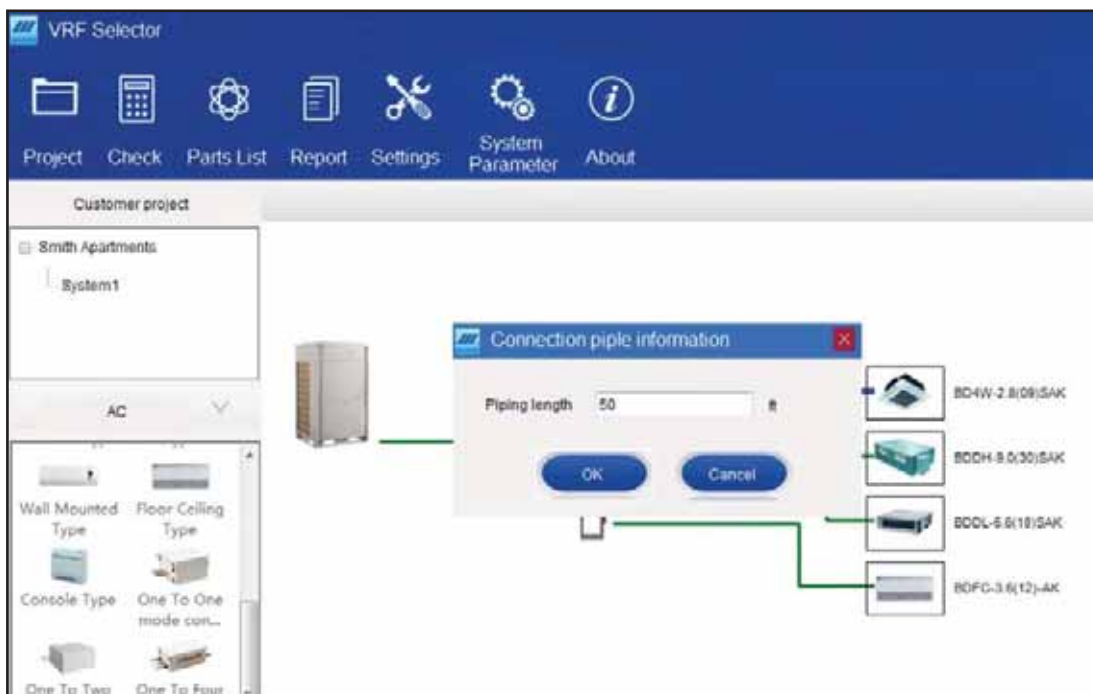 VRF Selector
Project Check Parts List Report Settings System Parameter About
Customer project
Smith Apartments
System1
AC
Wall Mounted Type
Floor Ceiling Type
Console Type
One To One mode con...
One To Two
One To Four
Connection piple information
Piping length 50 ft
OK Cancel
BD4W-2.8(09)SAK
BDDH-9.0(30)SAK
BDDL-5.6(18)SAK
BDFC-3.6(12)-AK